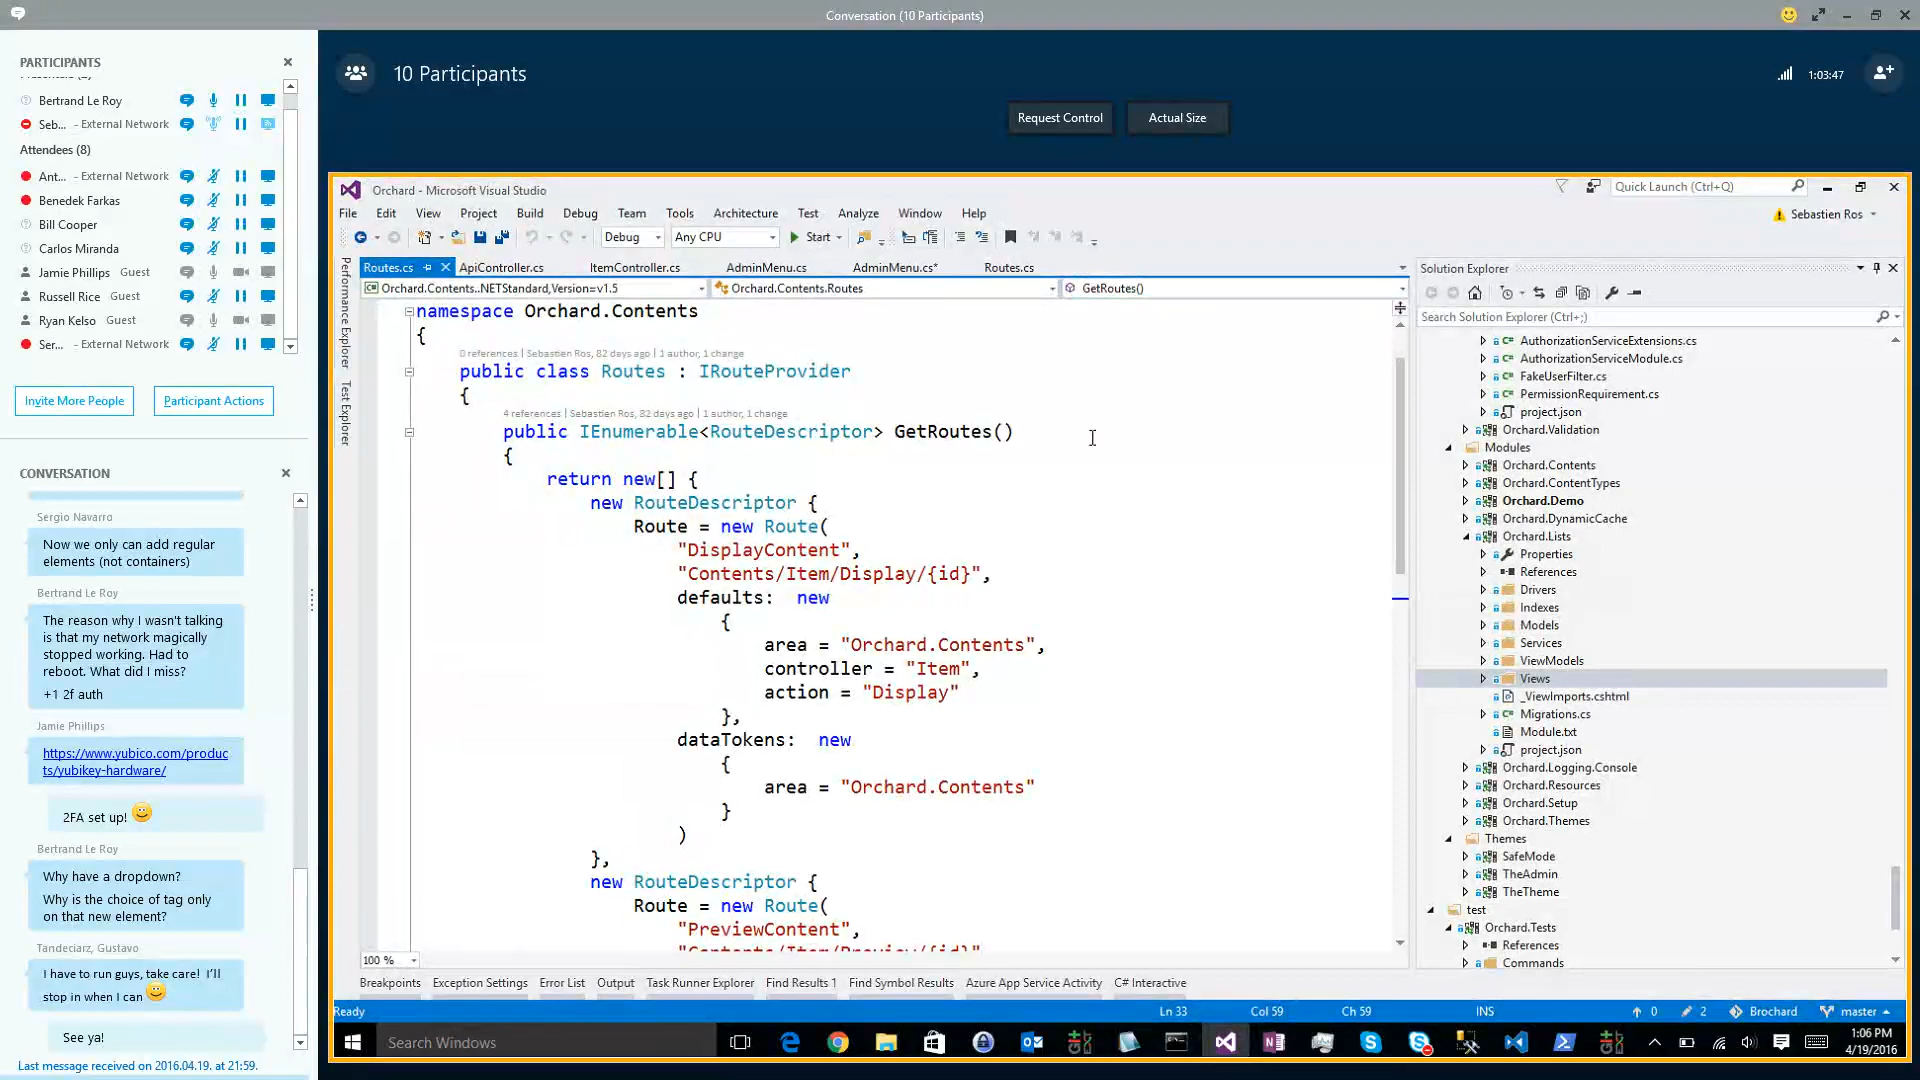 Conversation (10 Participants)
PARTICIPANTS
Bertrand Le Roy
Seb... - External Network
Attendees (8)
Ant... - External Network
Benedek Farkas
Bill Cooper
Carlos Miranda
Jamie Phillips Guest
Russell Rice Guest
Ryan Kelso Guest
Ser... - External Network
Invite More People
Participant Actions
CONVERSATION
Sergio Navarro
Now we only can add regular
elements (not containers)
Bertrand Le Roy
The reason why I wasn't talking
is that my network magically
stopped working. Had to
reboot. What did I miss?
+1 2f auth
Jamie Phillips
https://www.yubico.com/produc
ts/yubikey-hardware/
2FA set up!
Bertrand Le Roy
Why have a dropdown?
Why is the choice of tag only
on that new element?
Tandeciarz, Gustavo
I have to run guys, take care! I'll
stop in when I can
See ya!
Last message received on 2016.04.19. at 21:59.
10 Participants
1:03:47
Request Control
Actual Size
Orchard - Microsoft Visual Studio
Quick Launch (Ctrl+Q)
File Edit View Project Build Debug Team Tools Architecture Test Analyze Window Help
Sebastien Ros
Debug Any CPU Start
Performance Explorer
Test Explorer
Routes.cs ApiController.cs ItemController.cs AdminMenu.cs AdminMenu.cs* Routes.cs
Orchard.Contents..NETStandard,Version=v1.5 Orchard.Contents.Routes GetRoutes()
namespace Orchard.Contents
{
0 references | Sebastien Ros, 82 days ago | 1 author, 1 change
public class Routes : IRouteProvider
{
4 references | Sebastien Ros, 82 days ago | 1 author, 1 change
public IEnumerable<RouteDescriptor> GetRoutes()
{
return new[] {
new RouteDescriptor {
Route = new Route(
"DisplayContent",
"Contents/Item/Display/{id}",
defaults: new
{
area = "Orchard.Contents",
controller = "Item",
action = "Display"
},
dataTokens: new
{
area = "Orchard.Contents"
}
)
},
new RouteDescriptor {
Route = new Route(
"PreviewContent",
"Contents/Item/Preview/{id}"
100 %
Solution Explorer
Search Solution Explorer (Ctrl+;)
AuthorizationServiceExtensions.cs
AuthorizationServiceModule.cs
FakeUserFilter.cs
PermissionRequirement.cs
project.json
Orchard.Validation
Modules
Orchard.Contents
Orchard.ContentTypes
Orchard.Demo
Orchard.DynamicCache
Orchard.Lists
Properties
References
Drivers
Indexes
Models
Services
ViewModels
Views
_ViewImports.cshtml
Migrations.cs
Module.txt
project.json
Orchard.Logging.Console
Orchard.Resources
Orchard.Setup
Orchard.Themes
Themes
SafeMode
TheAdmin
TheTheme
test
Orchard.Tests
References
Commands
Breakpoints Exception Settings Error List Output Task Runner Explorer Find Results 1 Find Symbol Results Azure App Service Activity C# Interactive
Ready Ln 33 Col 59 Ch 59 INS 0 2 Brochard master
Search Windows
1:06 PM
4/19/2016